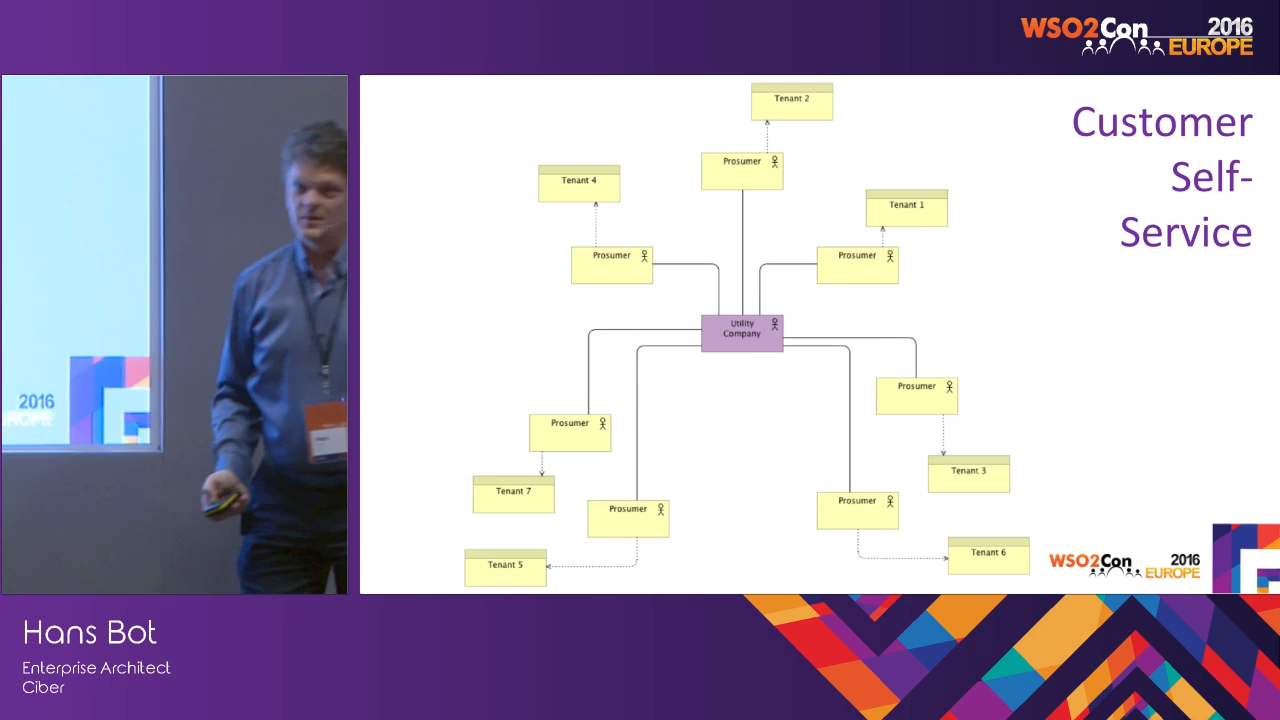 WSO2Con 2016
EUROPE
Customer
Self-
Service
Tenant 2
Prosumer
Tenant 4
Prosumer
Tenant 1
Prosumer
Utility
Company
Prosumer
Tenant 3
Prosumer
Tenant 7
Prosumer
Tenant 5
Prosumer
Tenant 6
WSO2Con 2016
EUROPE
2016
Hans Bot
Enterprise Architect
Ciber